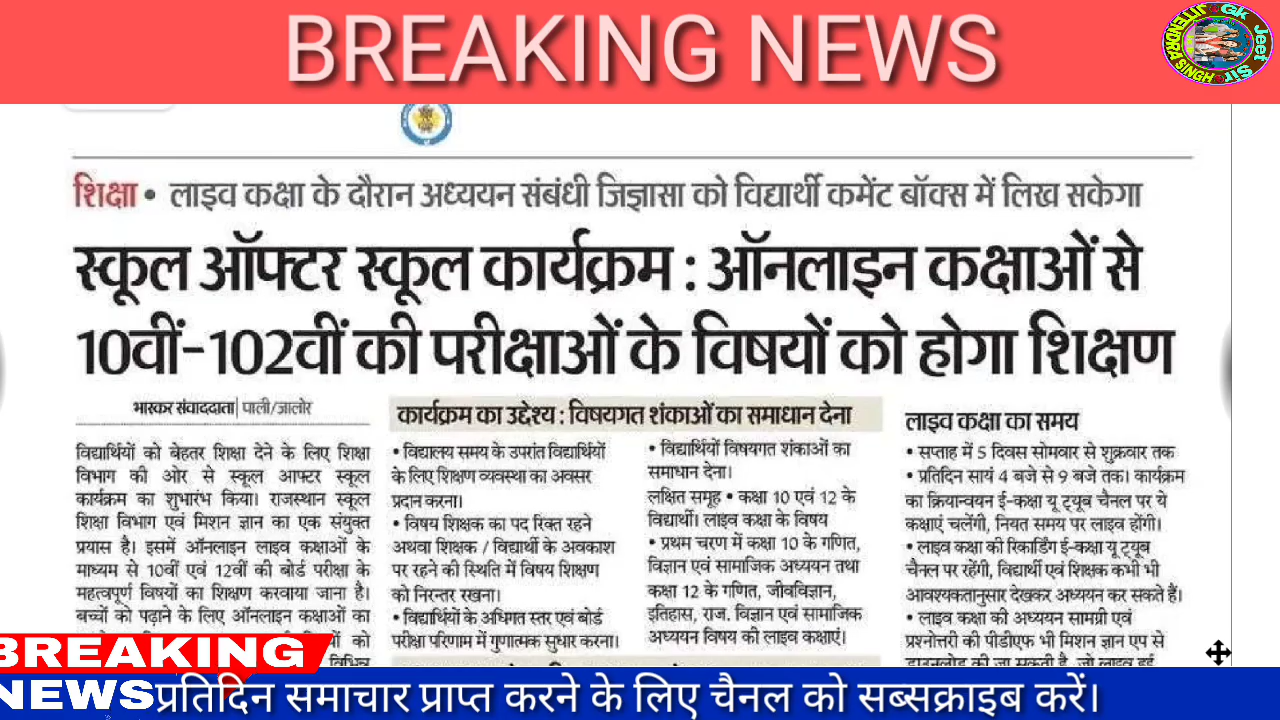 BREAKING NEWS
JITTENDRA SINGH Gk Jeet Sir
शिक्षा • लाइव कक्षा के दौरान अध्ययन संबंधी जिज्ञासा को विद्यार्थी कमेंट बॉक्स में लिख सकेगा
स्कूल ऑफ्टर स्कूल कार्यक्रम : ऑनलाइन कक्षाओं से
10वीं-102वीं की परीक्षाओं के विषयों को होगा शिक्षण
भास्कर संवाददाता| पाली/जालोर
विद्यार्थियों को बेहतर शिक्षा देने के लिए शिक्षा
विभाग की ओर से स्कूल आफ्टर स्कूल
कार्यक्रम का शुभारंभ किया। राजस्थान स्कूल
शिक्षा विभाग एवं मिशन ज्ञान का एक संयुक्त
प्रयास है। इसमें ऑनलाइन लाइव कक्षाओं के
माध्यम से 10वीं एवं 12वीं की बोर्ड परीक्षा के
महत्वपूर्ण विषयों का शिक्षण करवाया जाना है।
बच्चों को पढ़ाने के लिए ऑनलाइन कक्षाओं का
को
विभिन्न
कार्यक्रम का उद्देश्य : विषयगत शंकाओं का समाधान देना
• विद्यालय समय के उपरांत विद्यार्थियों
के लिए शिक्षण व्यवस्था का अवसर
प्रदान करना।
• विषय शिक्षक का पद रिक्त रहने
अथवा शिक्षक / विद्यार्थी के अवकाश
पर रहने की स्थिति में विषय शिक्षण
को निरन्तर रखना।
• विद्यार्थियों के अधिगत स्तर एवं बोर्ड
परीक्षा परिणाम में गुणात्मक सुधार करना।
• विद्यार्थियों विषयगत शंकाओं का
समाधान देना।
लक्षित समूह • कक्षा 10 एवं 12 के
विद्यार्थी। लाइव कक्षा के विषय
• प्रथम चरण में कक्षा 10 के गणित,
विज्ञान एवं सामाजिक अध्ययन तथा
कक्षा 12 के गणित, जीवविज्ञान,
इतिहास, राज. विज्ञान एवं सामाजिक
अध्ययन विषय की लाइव कक्षाएं।
लाइव कक्षा का समय
• सप्ताह में 5 दिवस सोमवार से शुक्रवार तक
• प्रतिदिन सायं 4 बजे से 9 बजे तक। कार्यक्रम
का क्रियान्वयन ई-कक्षा यू ट्यूब चैनल पर ये
कक्षाएं चलेंगी, नियत समय पर लाइव होंगी।
• लाइव कक्षा की रिकार्डिंग ई-कक्षा यू ट्यूब
चैनल पर रहेंगी, विद्यार्थी एवं शिक्षक कभी भी
आवश्यकतानुसार देखकर अध्ययन कर सकते हैं।
• लाइव कक्षा की अध्ययन सामग्री एवं
प्रश्नोत्तरी की पीडीएफ भी मिशन ज्ञान एप से
डाउनलोड की जा सकती है, जो लाइव हुई
BREAKING
NEWS
प्रतिदिन समाचार प्राप्त करने के लिए चैनल को सब्सक्राइब करें।